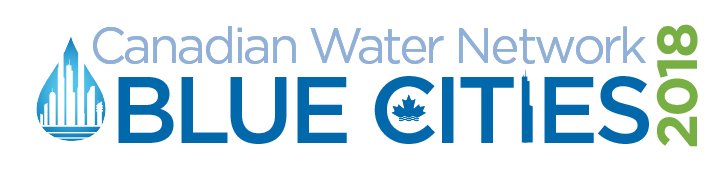 Canadian Water Network
BLUE CITIES
2018